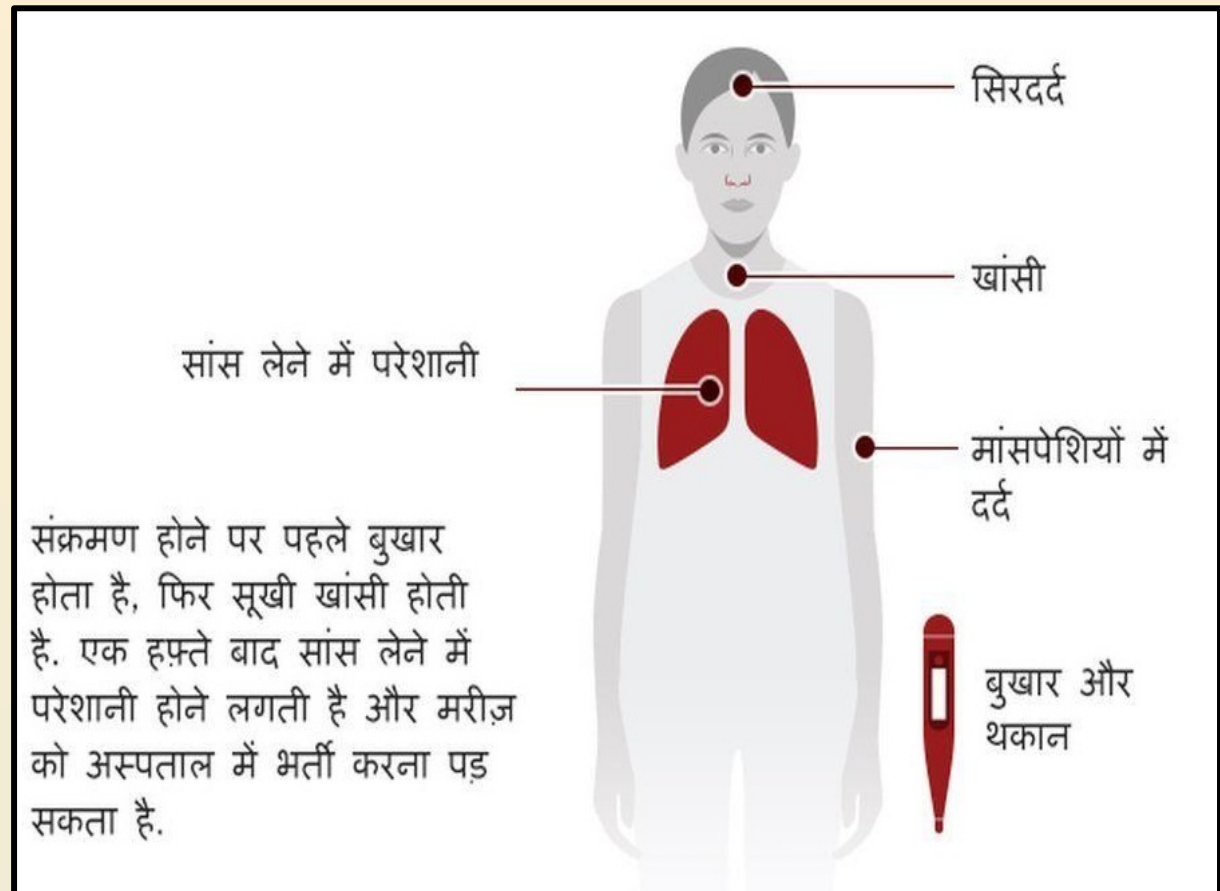 सिरदर्द
खांसी
सांस लेने में परेशानी
मांसपेशियों में
दर्द
संक्रमण होने पर पहले बुखार
होता है, फिर सूखी खांसी होती
है. एक हफ़्ते बाद सांस लेने में
परेशानी होने लगती है और मरीज़
को अस्पताल में भर्ती करना पड़
सकता है.
बुखार और
थकान